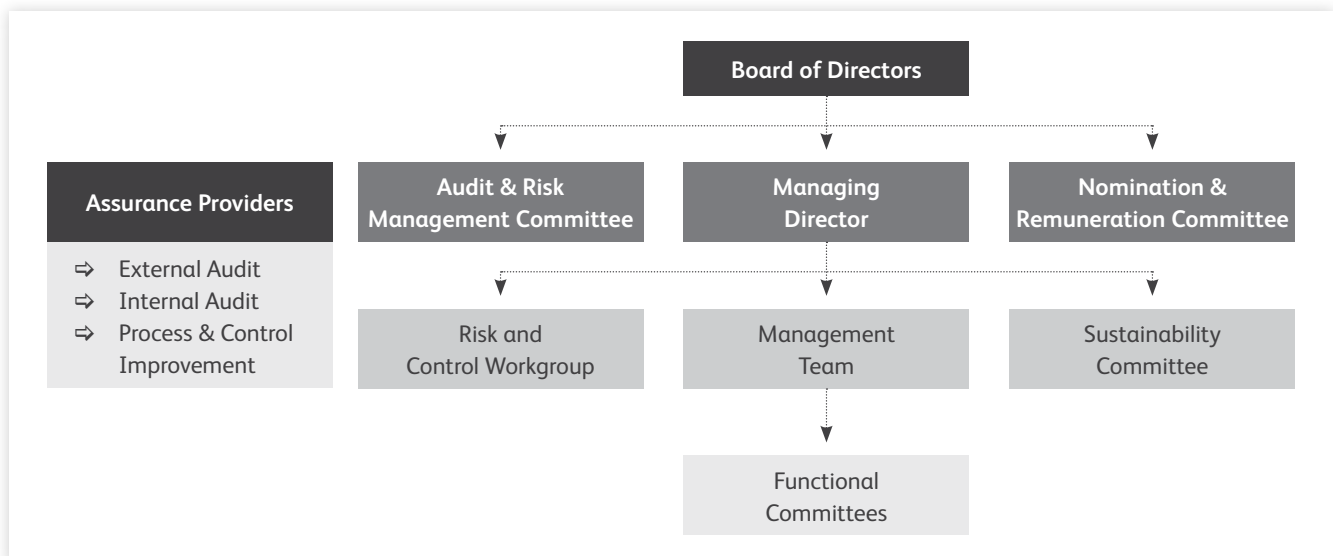 Board of Directors
Assurance Providers
⇨ External Audit
⇨ Internal Audit
⇨ Process & Control
Improvement
Audit & Risk
Management Committee
Managing
Director
Nomination &
Remuneration Committee
Risk and
Control Workgroup
Management
Team
Sustainability
Committee
Functional
Committees